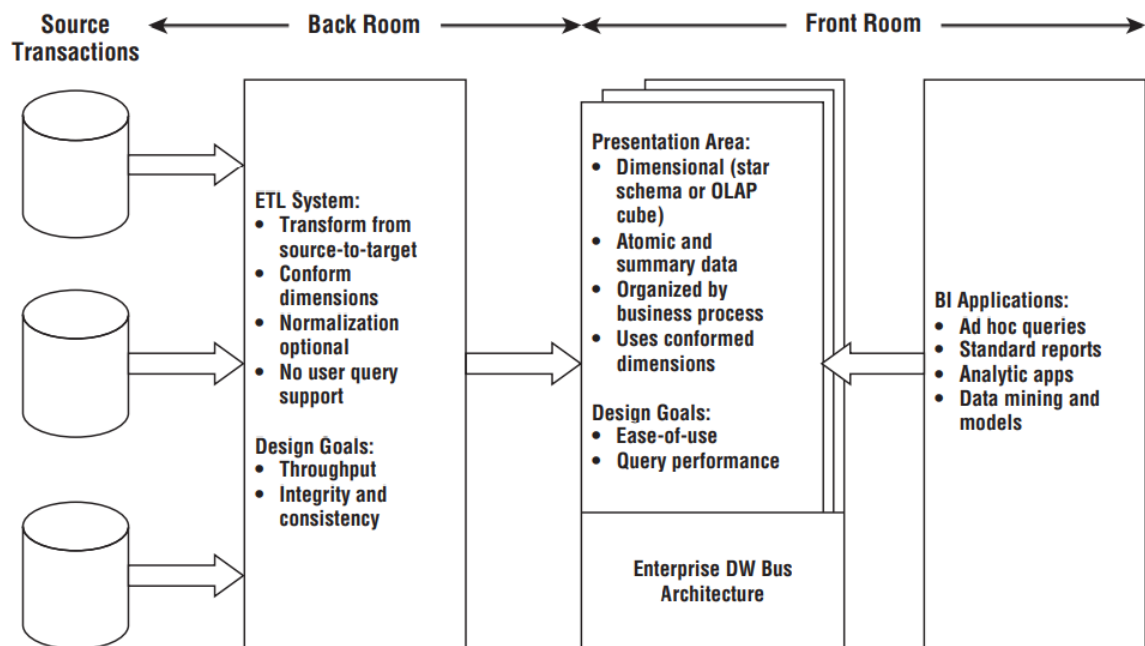 Source
Transactions
Back Room
Front Room
ETL System:
• Transform from
source-to-target
• Conform
dimensions
• Normalization
optional
• No user query
support
Design Goals:
• Throughput
• Integrity and
consistency
Presentation Area:
• Dimensional (star
schema or OLAP
cube)
• Atomic and
summary data
• Organized by
business process
• Uses conformed
dimensions
Design Goals:
• Ease-of-use
• Query performance
Enterprise DW Bus
Architecture
BI Applications:
• Ad hoc queries
• Standard reports
• Analytic apps
• Data mining and
models